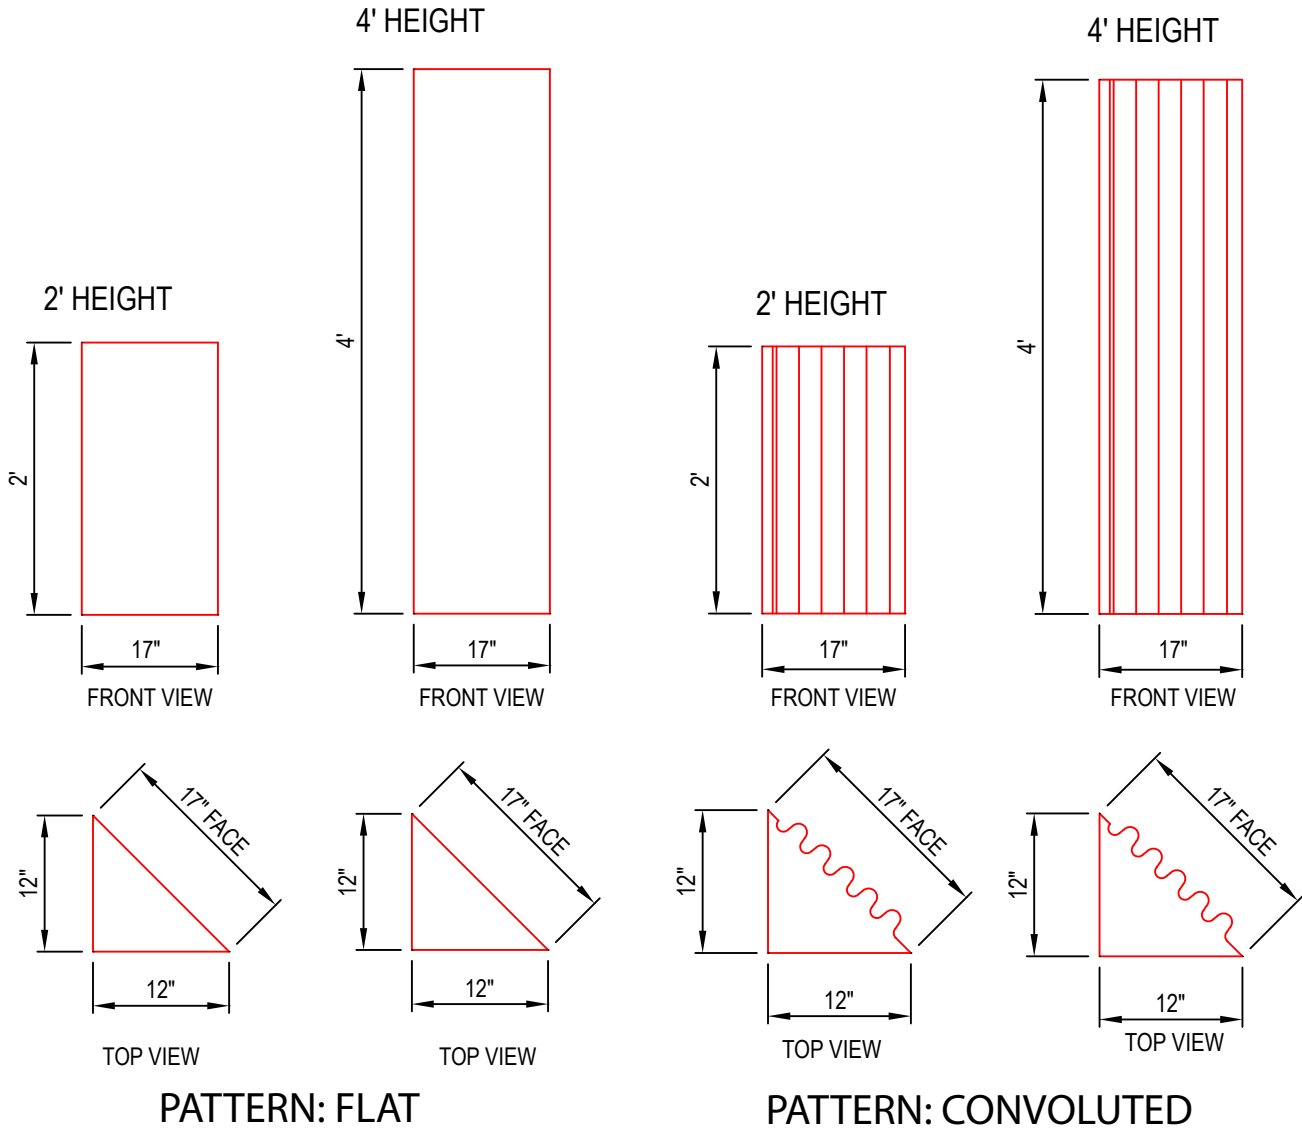 4' HEIGHT
4'
17"
FRONT VIEW
2' HEIGHT
2'
17"
FRONT VIEW
4' HEIGHT
4'
17"
FRONT VIEW
2' HEIGHT
2'
17"
FRONT VIEW
17" FACE
12"
12"
TOP VIEW
17" FACE
12"
12"
TOP VIEW
17" FACE
12"
12"
TOP VIEW
17" FACE
12"
12"
TOP VIEW
PATTERN: FLAT
PATTERN: CONVOLUTED